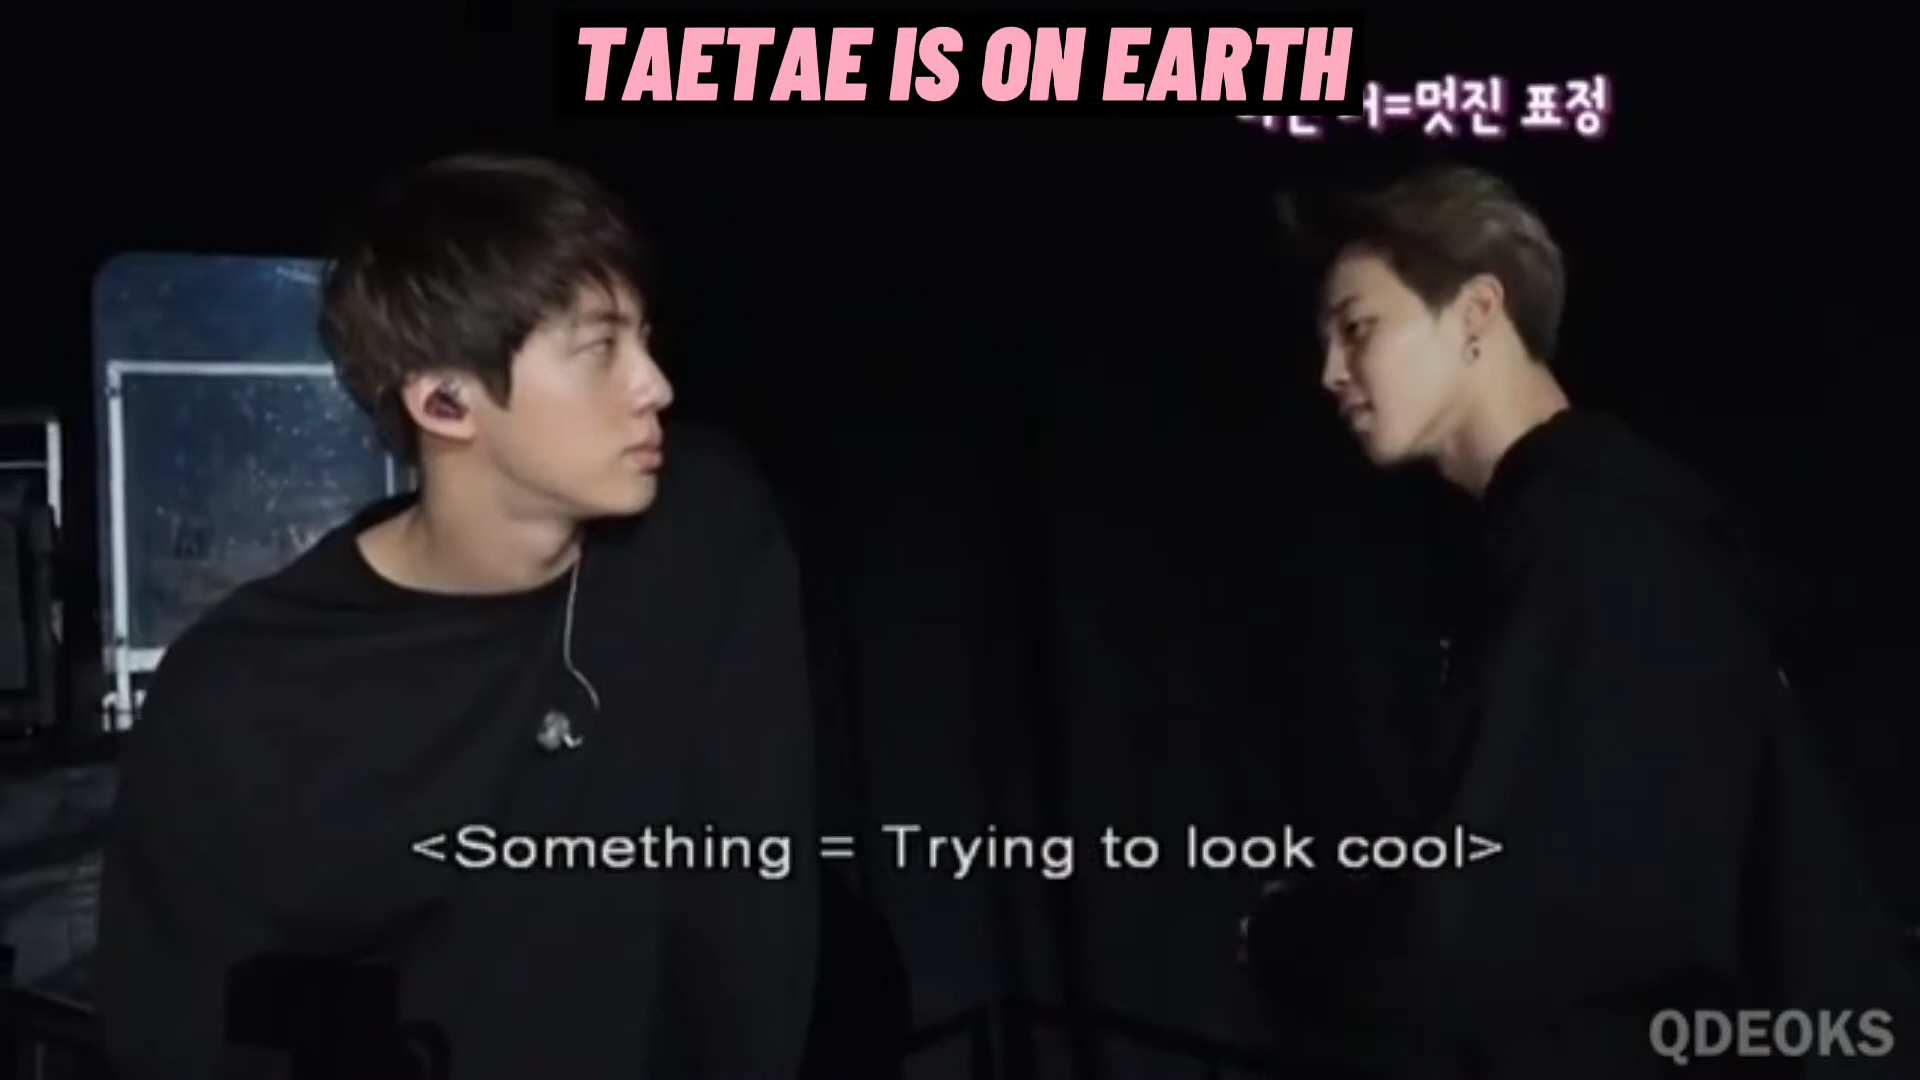 TAETAE IS ON EARTH
=멋진 표정
<Something = Trying to look cool>
QDEOKS